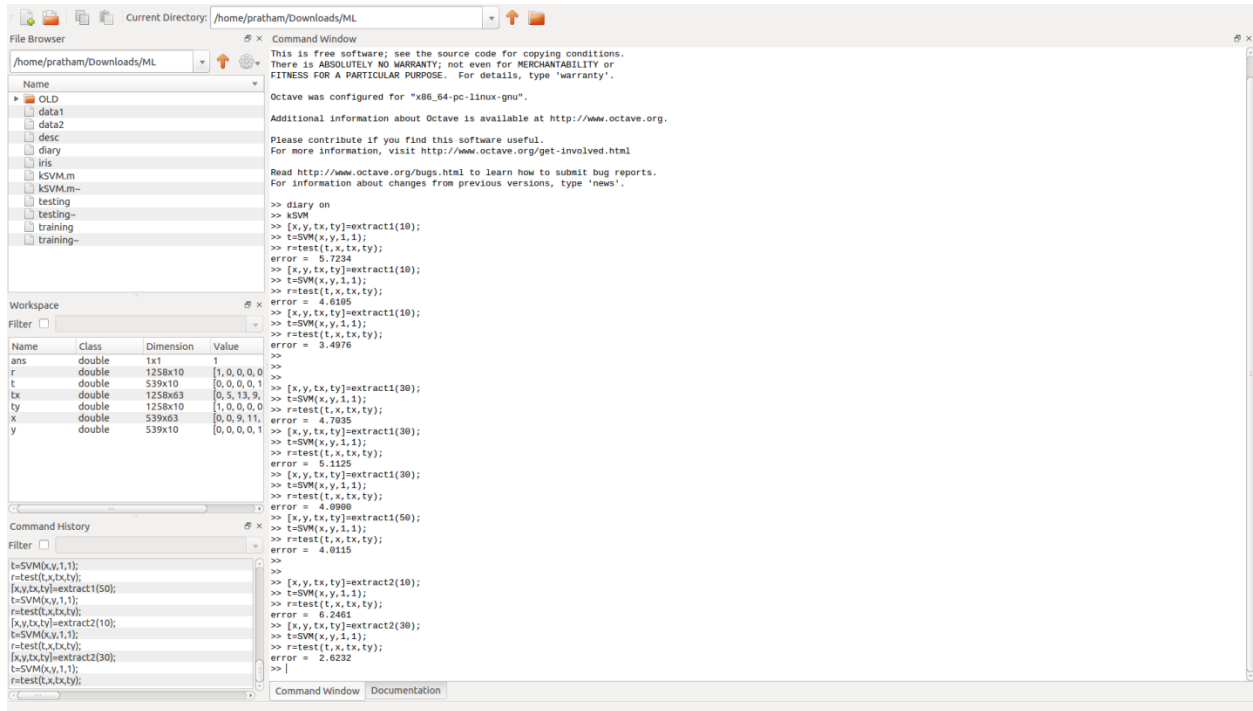 Current Directory: /home/pratham/Downloads/ML
File Browser
/home/pratham/Downloads/ML
Name
OLD
data1
data2
desc
diary
iris
kSVM.m
kSVM.m~
testing
testing~
training
training~
Workspace
Filter
Name Class Dimension Value
ans double 1x1 1
r double 1258x10 [1, 0, 0, 0, 0
t double 539x10 [0, 0, 0, 0, 1
tx double 1258x63 [0, 5, 13, 9,
ty double 1258x10 [1, 0, 0, 0, 0
x double 539x63 [0, 0, 9, 11,
y double 539x10 [0, 0, 0, 0, 1
Command History
Filter
t=SVM(x,y,1,1);
r=test(t,x,tx,ty);
[x,y,tx,ty]=extract1(50);
t=SVM(x,y,1,1);
r=test(t,x,tx,ty);
[x,y,tx,ty]=extract2(10);
t=SVM(x,y,1,1);
r=test(t,x,tx,ty);
[x,y,tx,ty]=extract2(30);
t=SVM(x,y,1,1);
r=test(t,x,tx,ty);
Command Window
This is free software; see the source code for copying conditions.
There is ABSOLUTELY NO WARRANTY; not even for MERCHANTABILITY or
FITNESS FOR A PARTICULAR PURPOSE.  For details, type 'warranty'.
Octave was configured for "x86_64-pc-linux-gnu".
Additional information about Octave is available at http://www.octave.org.
Please contribute if you find this software useful.
For more information, visit http://www.octave.org/get-involved.html
Read http://www.octave.org/bugs.html to learn how to submit bug reports.
For information about changes from previous versions, type 'news'.
>> diary on
>> kSVM
>> [x,y,tx,ty]=extract1(10);
>> t=SVM(x,y,1,1);
>> r=test(t,x,tx,ty);
error =  5.7234
>> [x,y,tx,ty]=extract1(10);
>> t=SVM(x,y,1,1);
>> r=test(t,x,tx,ty);
error =  4.6105
>> [x,y,tx,ty]=extract1(10);
>> t=SVM(x,y,1,1);
>> r=test(t,x,tx,ty);
error =  3.4976
>>
>>
>>
>> [x,y,tx,ty]=extract1(30);
>> t=SVM(x,y,1,1);
>> r=test(t,x,tx,ty);
error =  4.7035
>> [x,y,tx,ty]=extract1(30);
>> t=SVM(x,y,1,1);
>> r=test(t,x,tx,ty);
error =  5.1125
>> [x,y,tx,ty]=extract1(30);
>> t=SVM(x,y,1,1);
>> r=test(t,x,tx,ty);
error =  4.0900
>> [x,y,tx,ty]=extract1(50);
>> t=SVM(x,y,1,1);
>> r=test(t,x,tx,ty);
error =  4.0115
>>
>>
>> [x,y,tx,ty]=extract2(10);
>> t=SVM(x,y,1,1);
>> r=test(t,x,tx,ty);
error =  6.2461
>> [x,y,tx,ty]=extract2(30);
>> t=SVM(x,y,1,1);
>> r=test(t,x,tx,ty);
error =  2.6232
>>
Command Window Documentation